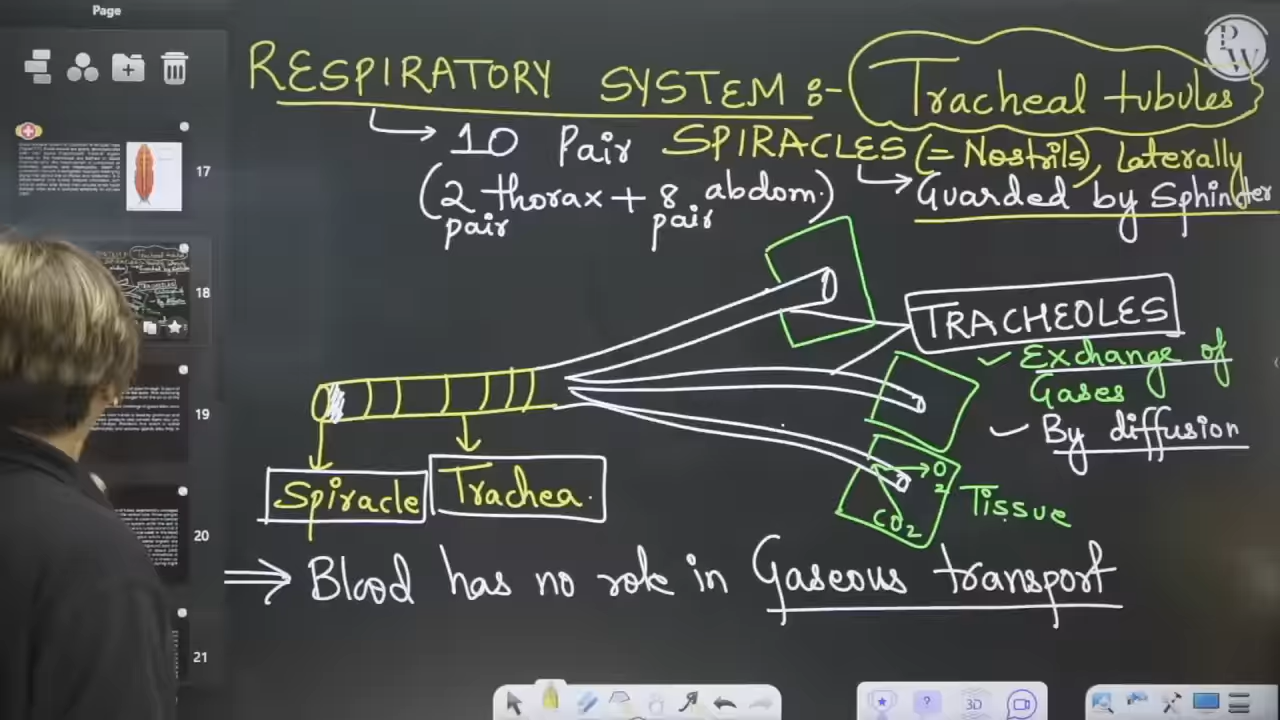 Page
PW
RESPIRATORY SYSTEM :- Tracheal tubules
10 Pair SPIRACLES (= Nostrils), laterally
(2 pair thorax + 8 pair abdom.)
Guarded by Sphincter
TRACHEOLES
Exchange of
Gases
By diffusion
O2
CO2
Tissue
Spiracle
Trachea.
⇒ Blood has no role in Gaseous transport
17
18
19
20
21
3D